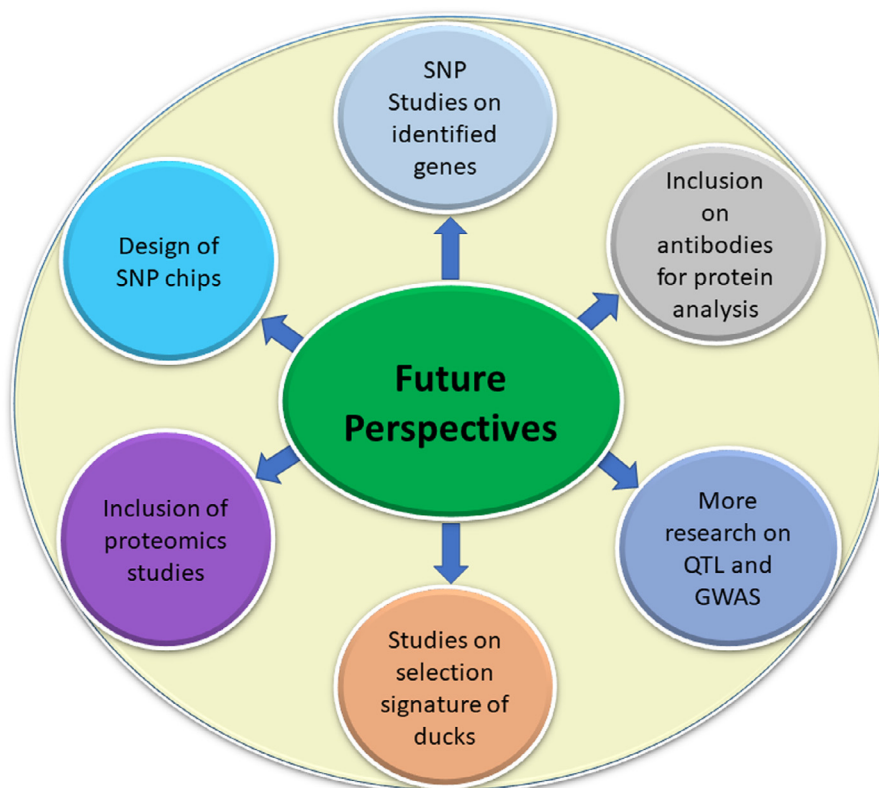 SNP
Studies on
identified
genes
Inclusion
on
antibodies
for protein
analysis
Design of
SNP chips
Future
Perspectives
Inclusion of
proteomics
studies
More
research on
QTL and
GWAS
Studies on
selection
signature of
ducks